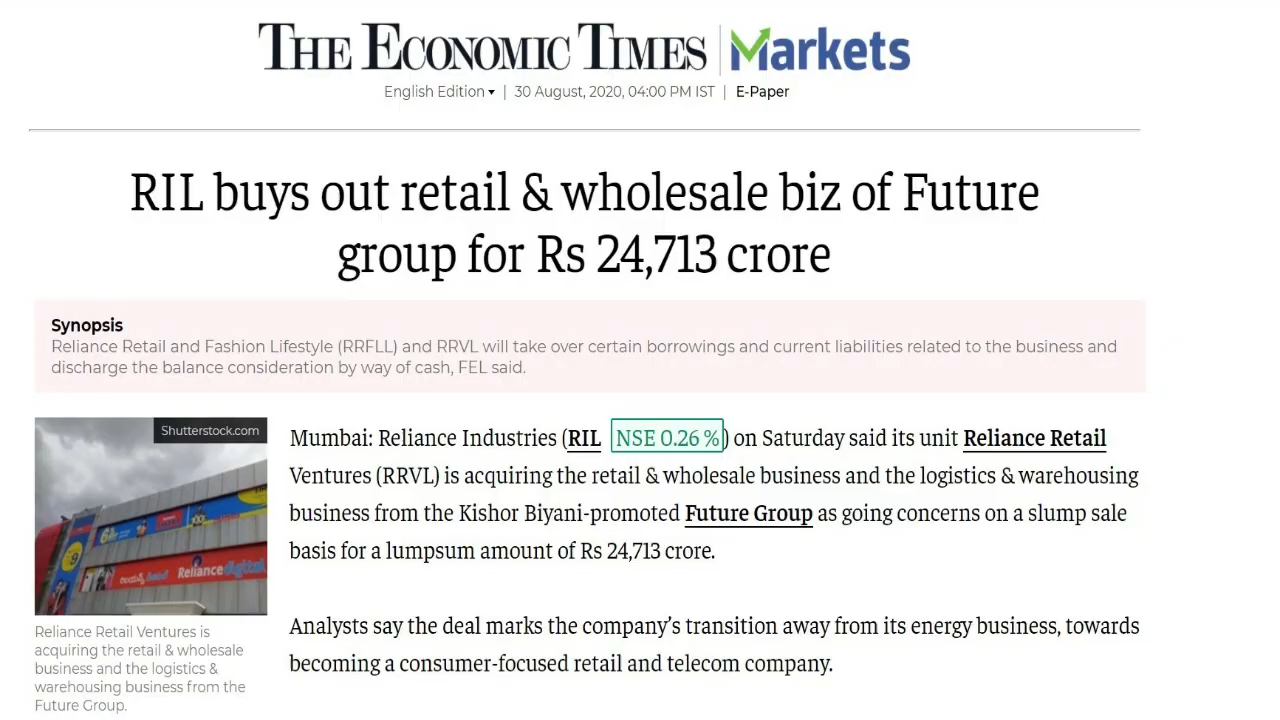 THE ECONOMIC TIMES | Markets
English Edition ▾ | 30 August, 2020, 04:00 PM IST | E-Paper
RIL buys out retail & wholesale biz of Future
group for Rs 24,713 crore
Synopsis
Reliance Retail and Fashion Lifestyle (RRFLL) and RRVL will take over certain borrowings and current liabilities related to the business and
discharge the balance consideration by way of cash, FEL said.
Shutterstock.com
Reliance digital
Reliance Retail Ventures is
acquiring the retail & wholesale
business and the logistics &
warehousing business from the
Future Group.
Mumbai: Reliance Industries (RIL NSE 0.26 %) on Saturday said its unit Reliance Retail
Ventures (RRVL) is acquiring the retail & wholesale business and the logistics & warehousing
business from the Kishor Biyani-promoted Future Group as going concerns on a slump sale
basis for a lumpsum amount of Rs 24,713 crore.
Analysts say the deal marks the company's transition away from its energy business, towards
becoming a consumer-focused retail and telecom company.